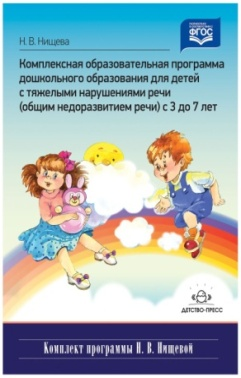 ФГОС
Н. В. Нищева
Комплексная образовательная программа
дошкольного образования для детей
с тяжелыми нарушениями речи
(общим недоразвитием речи) с 3 до 7 лет
ДЕТСТВО-ПРЕСС
Комплект программы Н. В. Нищевой